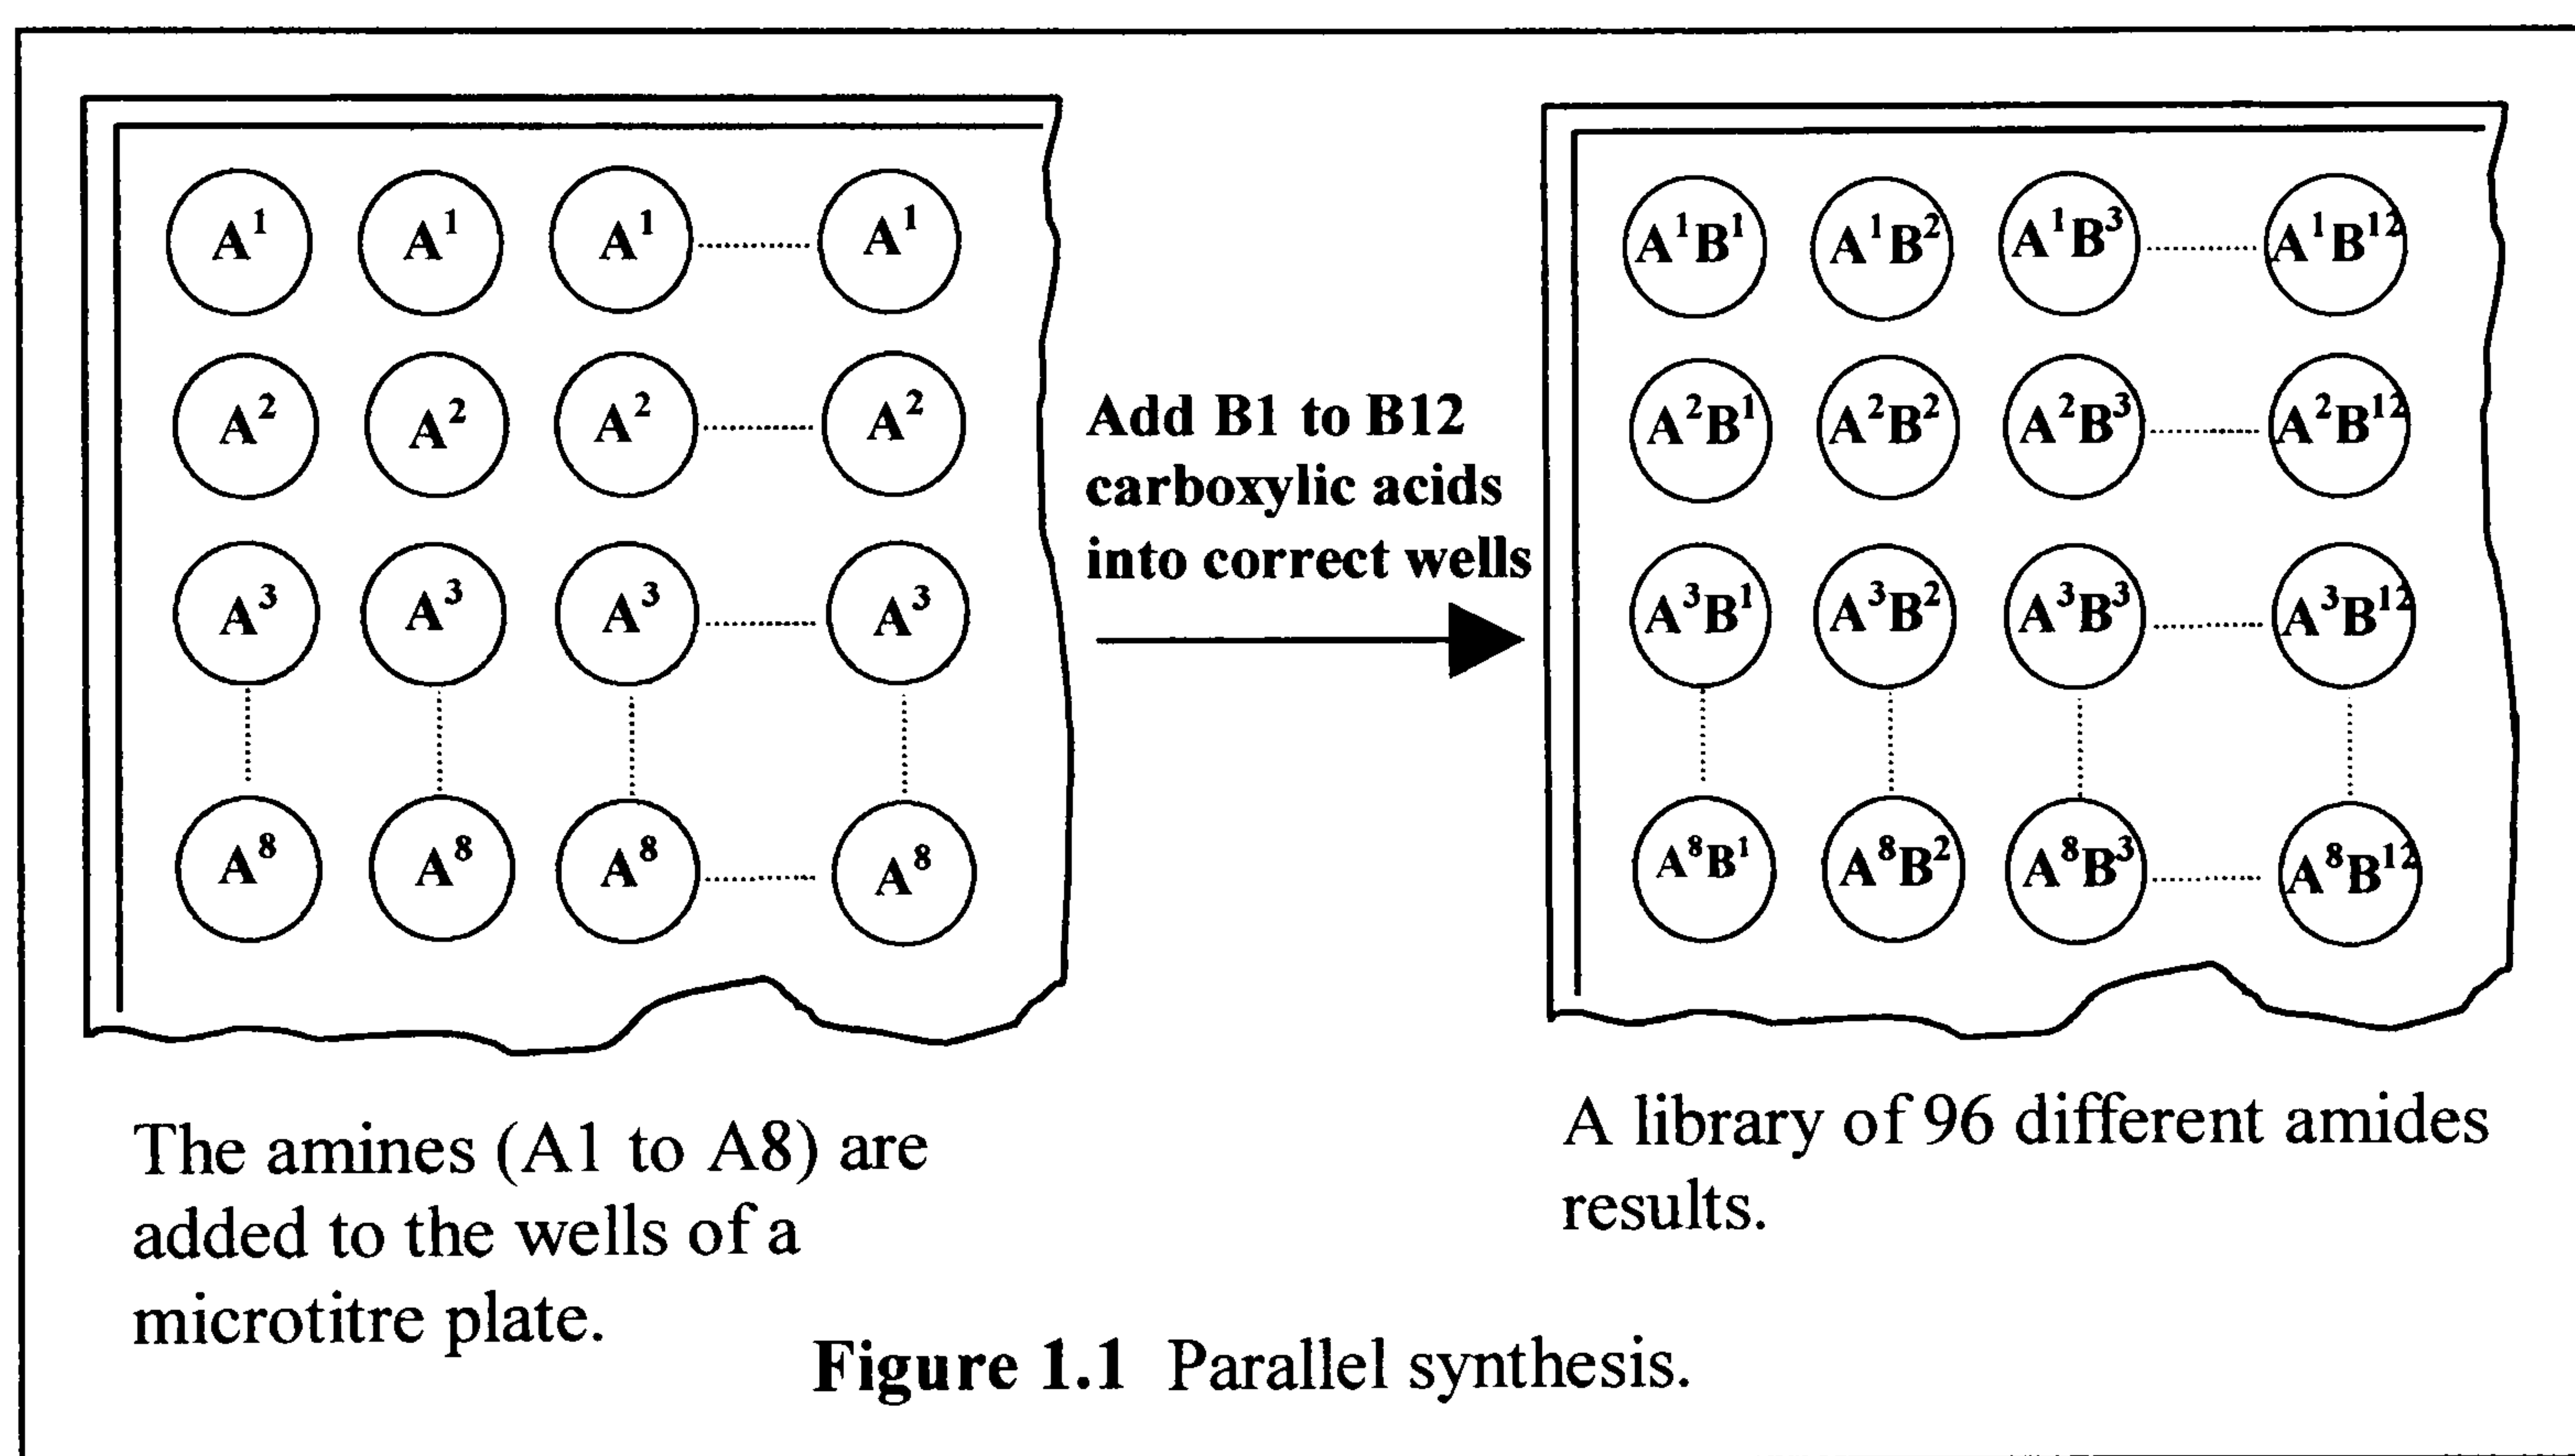 A¹ A¹ A¹ A¹
A² A² A² A²
A³ A³ A³ A³
A⁸ A⁸ A⁸ A⁸
Add B1 to B12
carboxylic acids
into correct wells
A¹B¹ A¹B² A¹B³ A¹B¹²
A²B¹ A²B² A²B³ A²B¹²
A³B¹ A³B² A³B³ A³B¹²
A⁸B¹ A⁸B² A⁸B³ A⁸B¹²
The amines (A1 to A8) are
added to the wells of a
microtitre plate.
A library of 96 different amides
results.
Figure 1.1 Parallel synthesis.